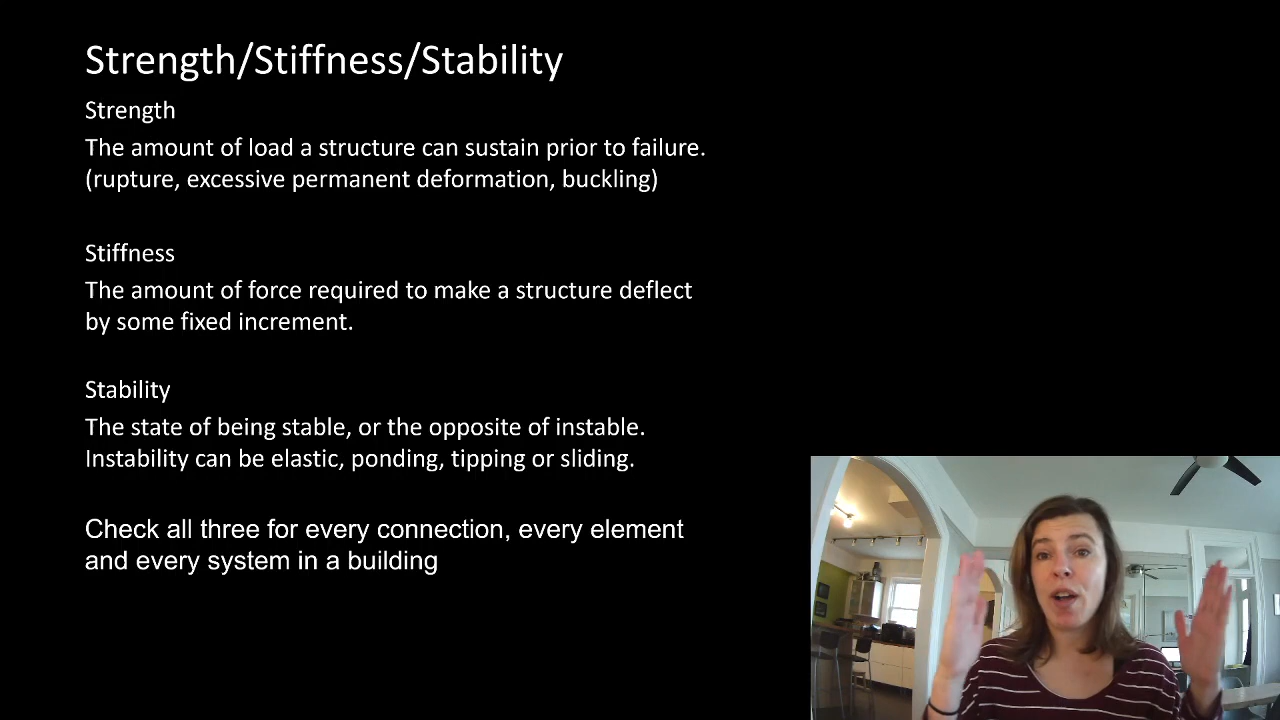 Strength/Stiffness/Stability
Strength
The amount of load a structure can sustain prior to failure.
(rupture, excessive permanent deformation, buckling)
Stiffness
The amount of force required to make a structure deflect
by some fixed increment.
Stability
The state of being stable, or the opposite of instable.
Instability can be elastic, ponding, tipping or sliding.
Check all three for every connection, every element
and every system in a building